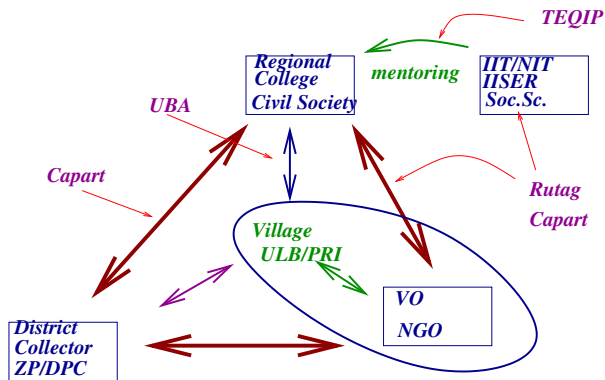 TEQIP
Regional
College
Civil Society
mentoring
IIT/NIT
IISER
Soc.Sc.
UBA
Capart
Rutag
Capart
Village
ULB/PRI
VO
NGO
District
Collector
ZP/DPC